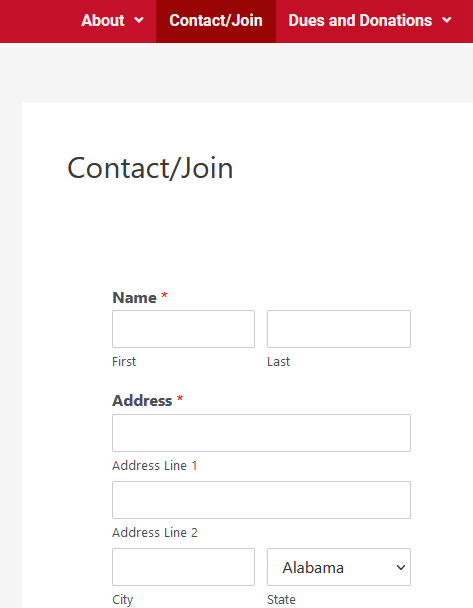 About Contact/Join Dues and Donations
Contact/Join
Name *
First Last
Address *
Address Line 1
Address Line 2
Alabama
City State